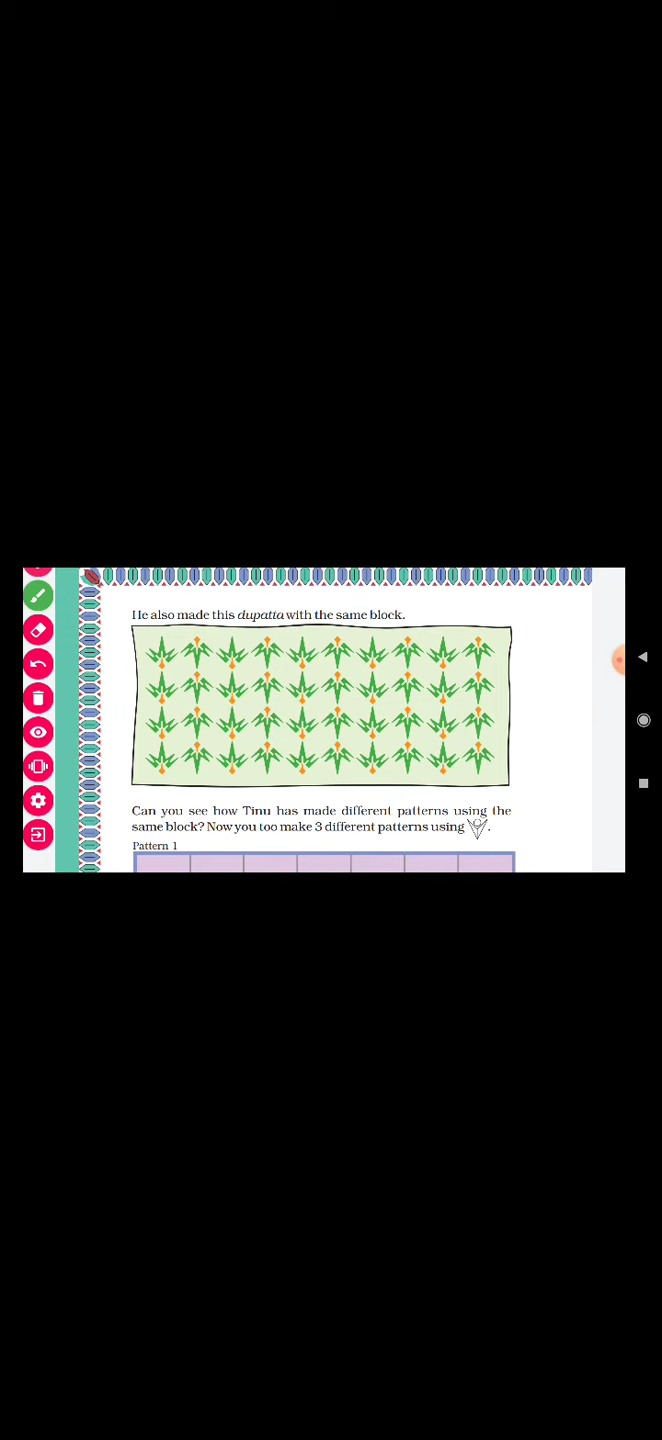 He also made this dupatta with the same block.
Can you see how Tinu has made different patterns using the
same block? Now you too make 3 different patterns using .
Pattern 1